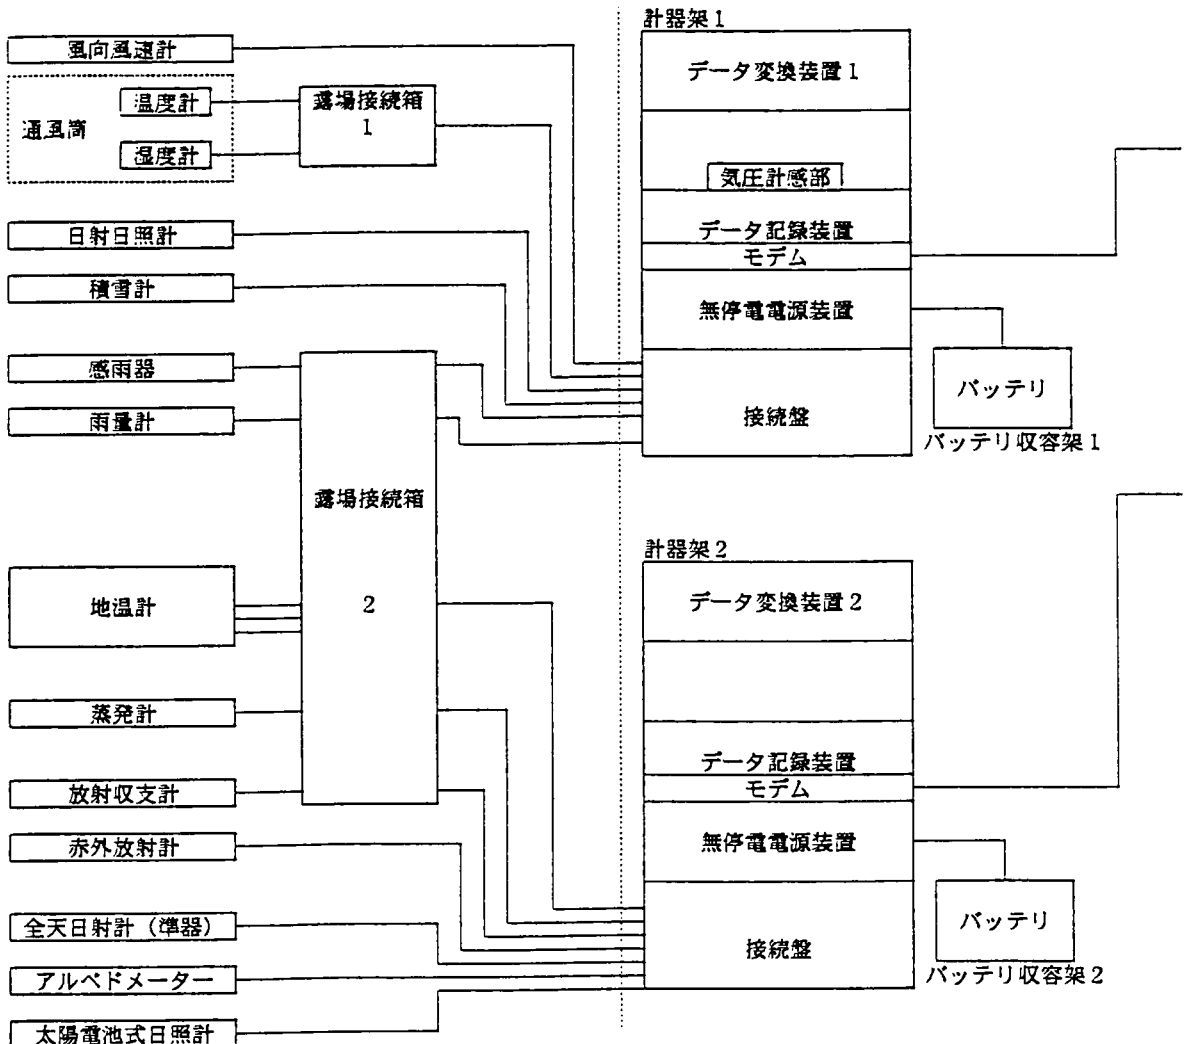 計器架1
風向風速計
データ変換装置1
通風筒
温度計
湿度計
露場接続箱
1
気圧計感部
日射日照計
データ記録装置
モデム
積雪計
無停電電源装置
感雨器
雨量計
接続盤
バッテリ
バッテリ収容架1
露場接続箱
2
計器架2
地温計
データ変換装置2
蒸発計
データ記録装置
モデム
放射収支計
赤外放射計
無停電電源装置
全天日射計（準器）
接続盤
バッテリ
バッテリ収容架2
アルベドメーター
太陽電池式日照計